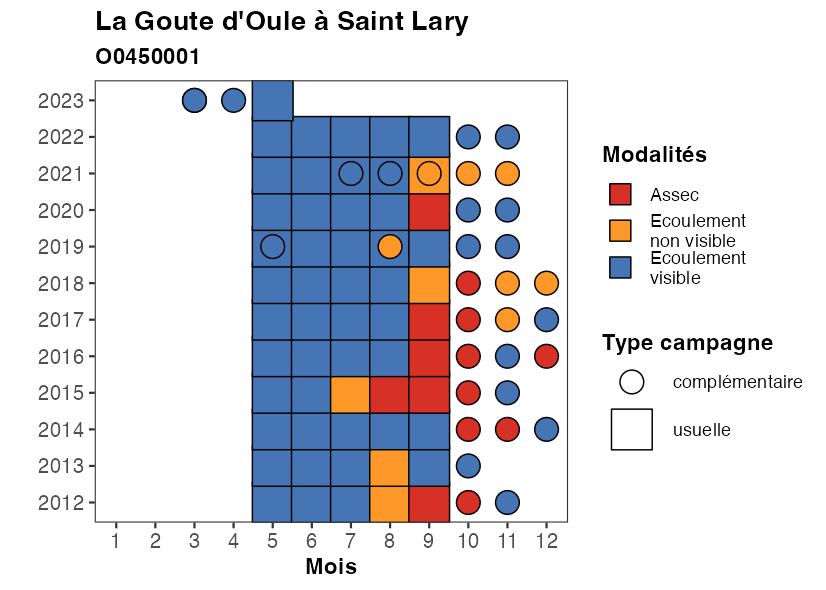 La Goute d'Oule à Saint Lary
O0450001
2023
2022
2021
2020
2019
2018
2017
2016
2015
2014
2013
2012
1 2 3 4 5 6 7 8 9 10 11 12
Mois
Modalités
Assec
Ecoulement
non visible
Ecoulement
visible
Type campagne
complémentaire
usuelle